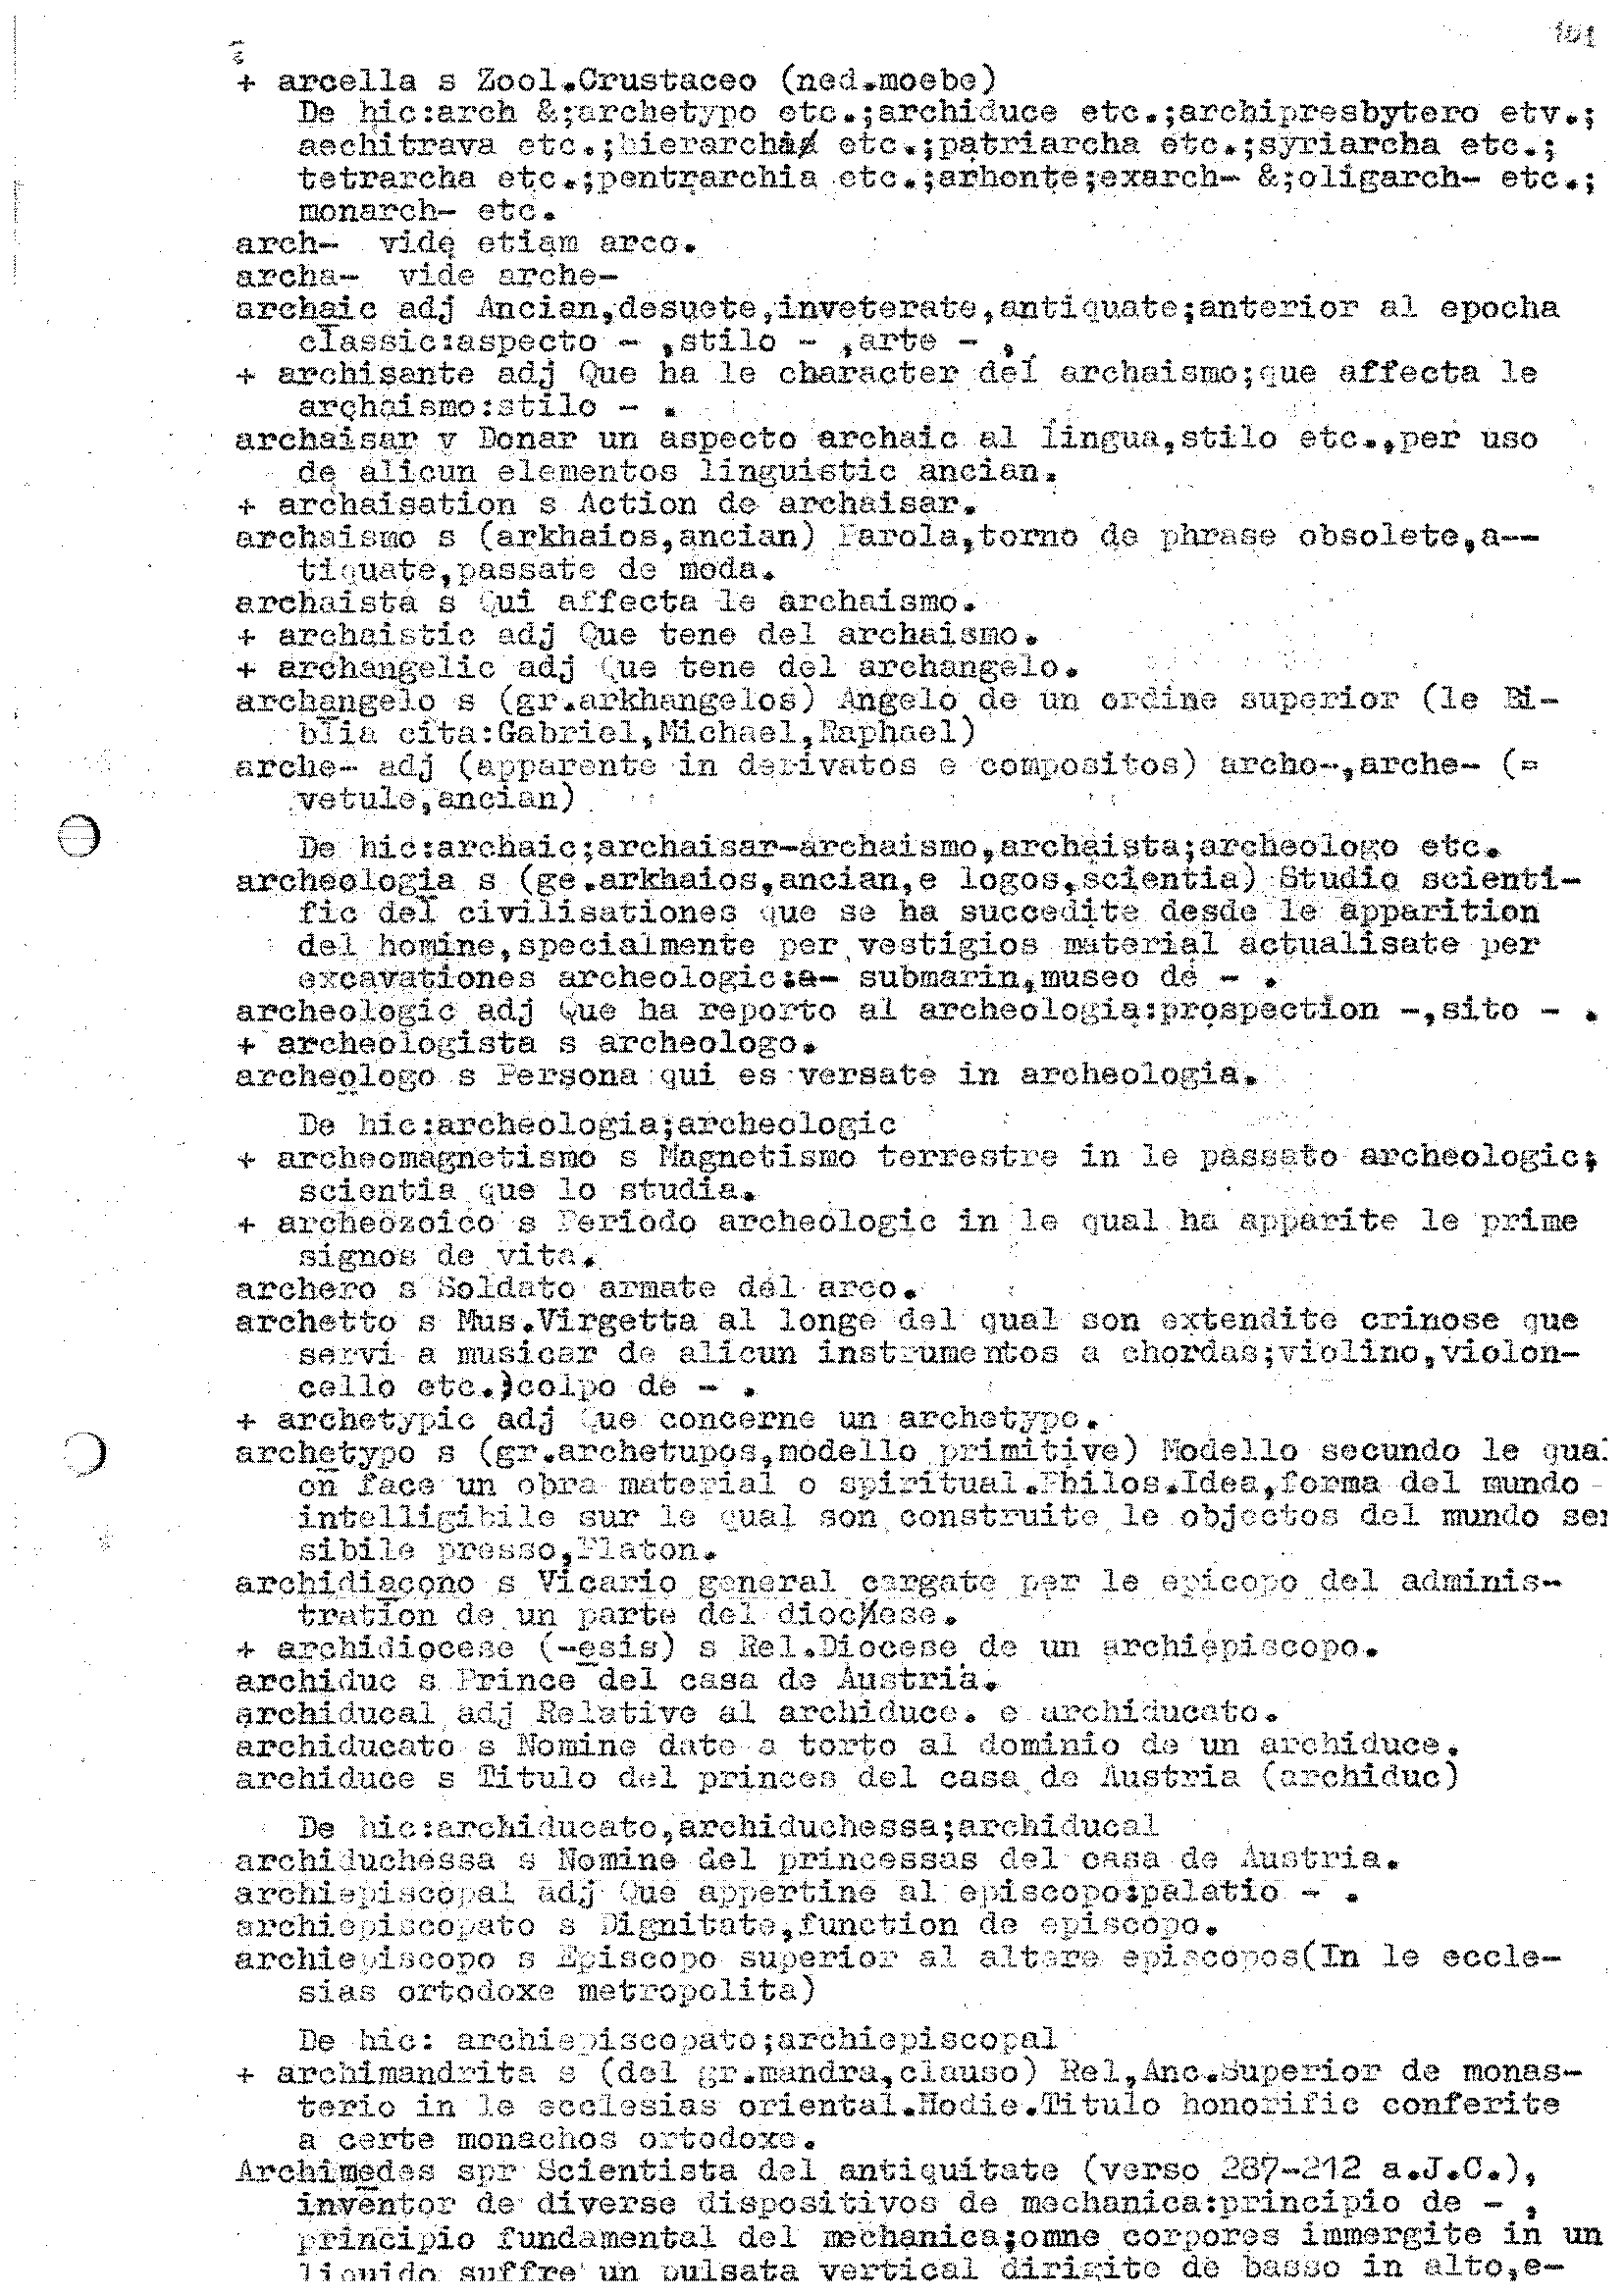 101
+ arcella s Zool.Crustaceo (ned.moebe)
De hic:arch &;archetypo etc.;archiduce etc.;archipresbytero etv.;
aechitrava etc.;hierarcha etc.;patriarcha etc.;syriarcha etc.;
tetrarcha etc.;pentrarchia etc.;arhonte;exarch- &;oligarch- etc.;
monarch- etc.
arch- vide etiam arco.
archa- vide arche-
archaic adj Ancian,desuete,inveterate,antiquate;anterior al epocha
classic:aspecto - ,stilo - ,arte - ,
+ archisante adj Que ha le character del archaismo;que affecta le
archaismo:stilo - .
archaisar v Donar un aspecto archaic al lingua,stilo etc.,per uso
de alicun elementos linguistic ancian.
+ archaisation s Action de archaisar.
archaismo s (arkhaios,ancian) Parola,torno de phrase obsolete,a--
tiquate,passate de moda.
archaista s Qui affecta le archaismo.
+ archaistic adj Que tene del archaismo.
+ archangelic adj Que tene del archangelo.
archangelo s (gr.arkhangelos) Angelo de un ordine superior (le Bi-
blia cita:Gabriel,Michael,Raphael)
arche- adj (apparente in derivatos e compositos) archo-,arche- (=
vetule,ancian)
De hic:archaic;archaisar-archaismo,archaista;archeologo etc.
archeologia s (ge.arkhaios,ancian,e logos,scientia) Studio scienti-
fic del civilisationes que se ha succedite desde le apparition
del homine,specialmente per vestigios material actualisate per
excavationes archeologic:a- submarin,museo de - .
archeologic adj Que ha reporto al archeologia:prospection -,sito - .
+ archeologista s archeologo.
archeologo s Persona qui es versate in archeologia.
De hic:archeologia;archeologic
+ archeomagnetismo s Magnetismo terrestre in le passato archeologic;
scientia que lo studia.
+ archeozoico s Periodo archeologic in le qual ha apparite le prime
signos de vita.
archero s Soldato armate del arco.
archetto s Mus.Virgetta al longe del qual son extendite crinose que
servi a musicar de alicun instrumentos a chordas;violino,violon-
cello etc.)colpo de - .
+ archetypic adj Que concerne un archetypo.
archetypo s (gr.archetupos,modello primitive) Modello secundo le qual
on face un obra material o spiritual.Philos.Idea,forma del mundo
intelligibile sur le qual son construite le objectos del mundo sen
sibile presso,Platon.
archidiacono s Vicario general cargate per le epicopo del adminis-
tration de un parte del diocese.
+ archidiocese (-esis) s Rel.Diocese de un archiepiscopo.
archiduc s Prince del casa de Austria.
archiducal adj Relative al archiduce. e archiducato.
archiducato s Nomine date a torto al dominio de un archiduce.
archiduce s Titulo del princes del casa de Austria (archiduc)
De hic:archiducato,archiduchessa;archiducal
archiduchessa s Nomine del princessas del casa de Austria.
archiepiscopal adj Que appertine al episcopo:palatio - .
archiepiscopato s Dignitate,function de episcopo.
archiepiscopo s Episcopo superior al altere episcopos(In le eccle-
sias ortodoxe metropolita)
De hic: archiepiscopato;archiepiscopal
+ archimandrita s (del gr.mandra,clauso) Rel,Anc.Superior de monas-
terio in le ecclesias oriental.Hodie.Titulo honorific conferite
a certe monachos ortodoxe.
Archimedes spr Scientista del antiquitate (verso 287-212 a.J.C.),
inventor de diverse dispositivos de mechanica:principio de - ,
principio fundamental del mechanica;omne corpores immergite in un
liquido suffre un pulsata vertical dirigite de basso in alto,e-